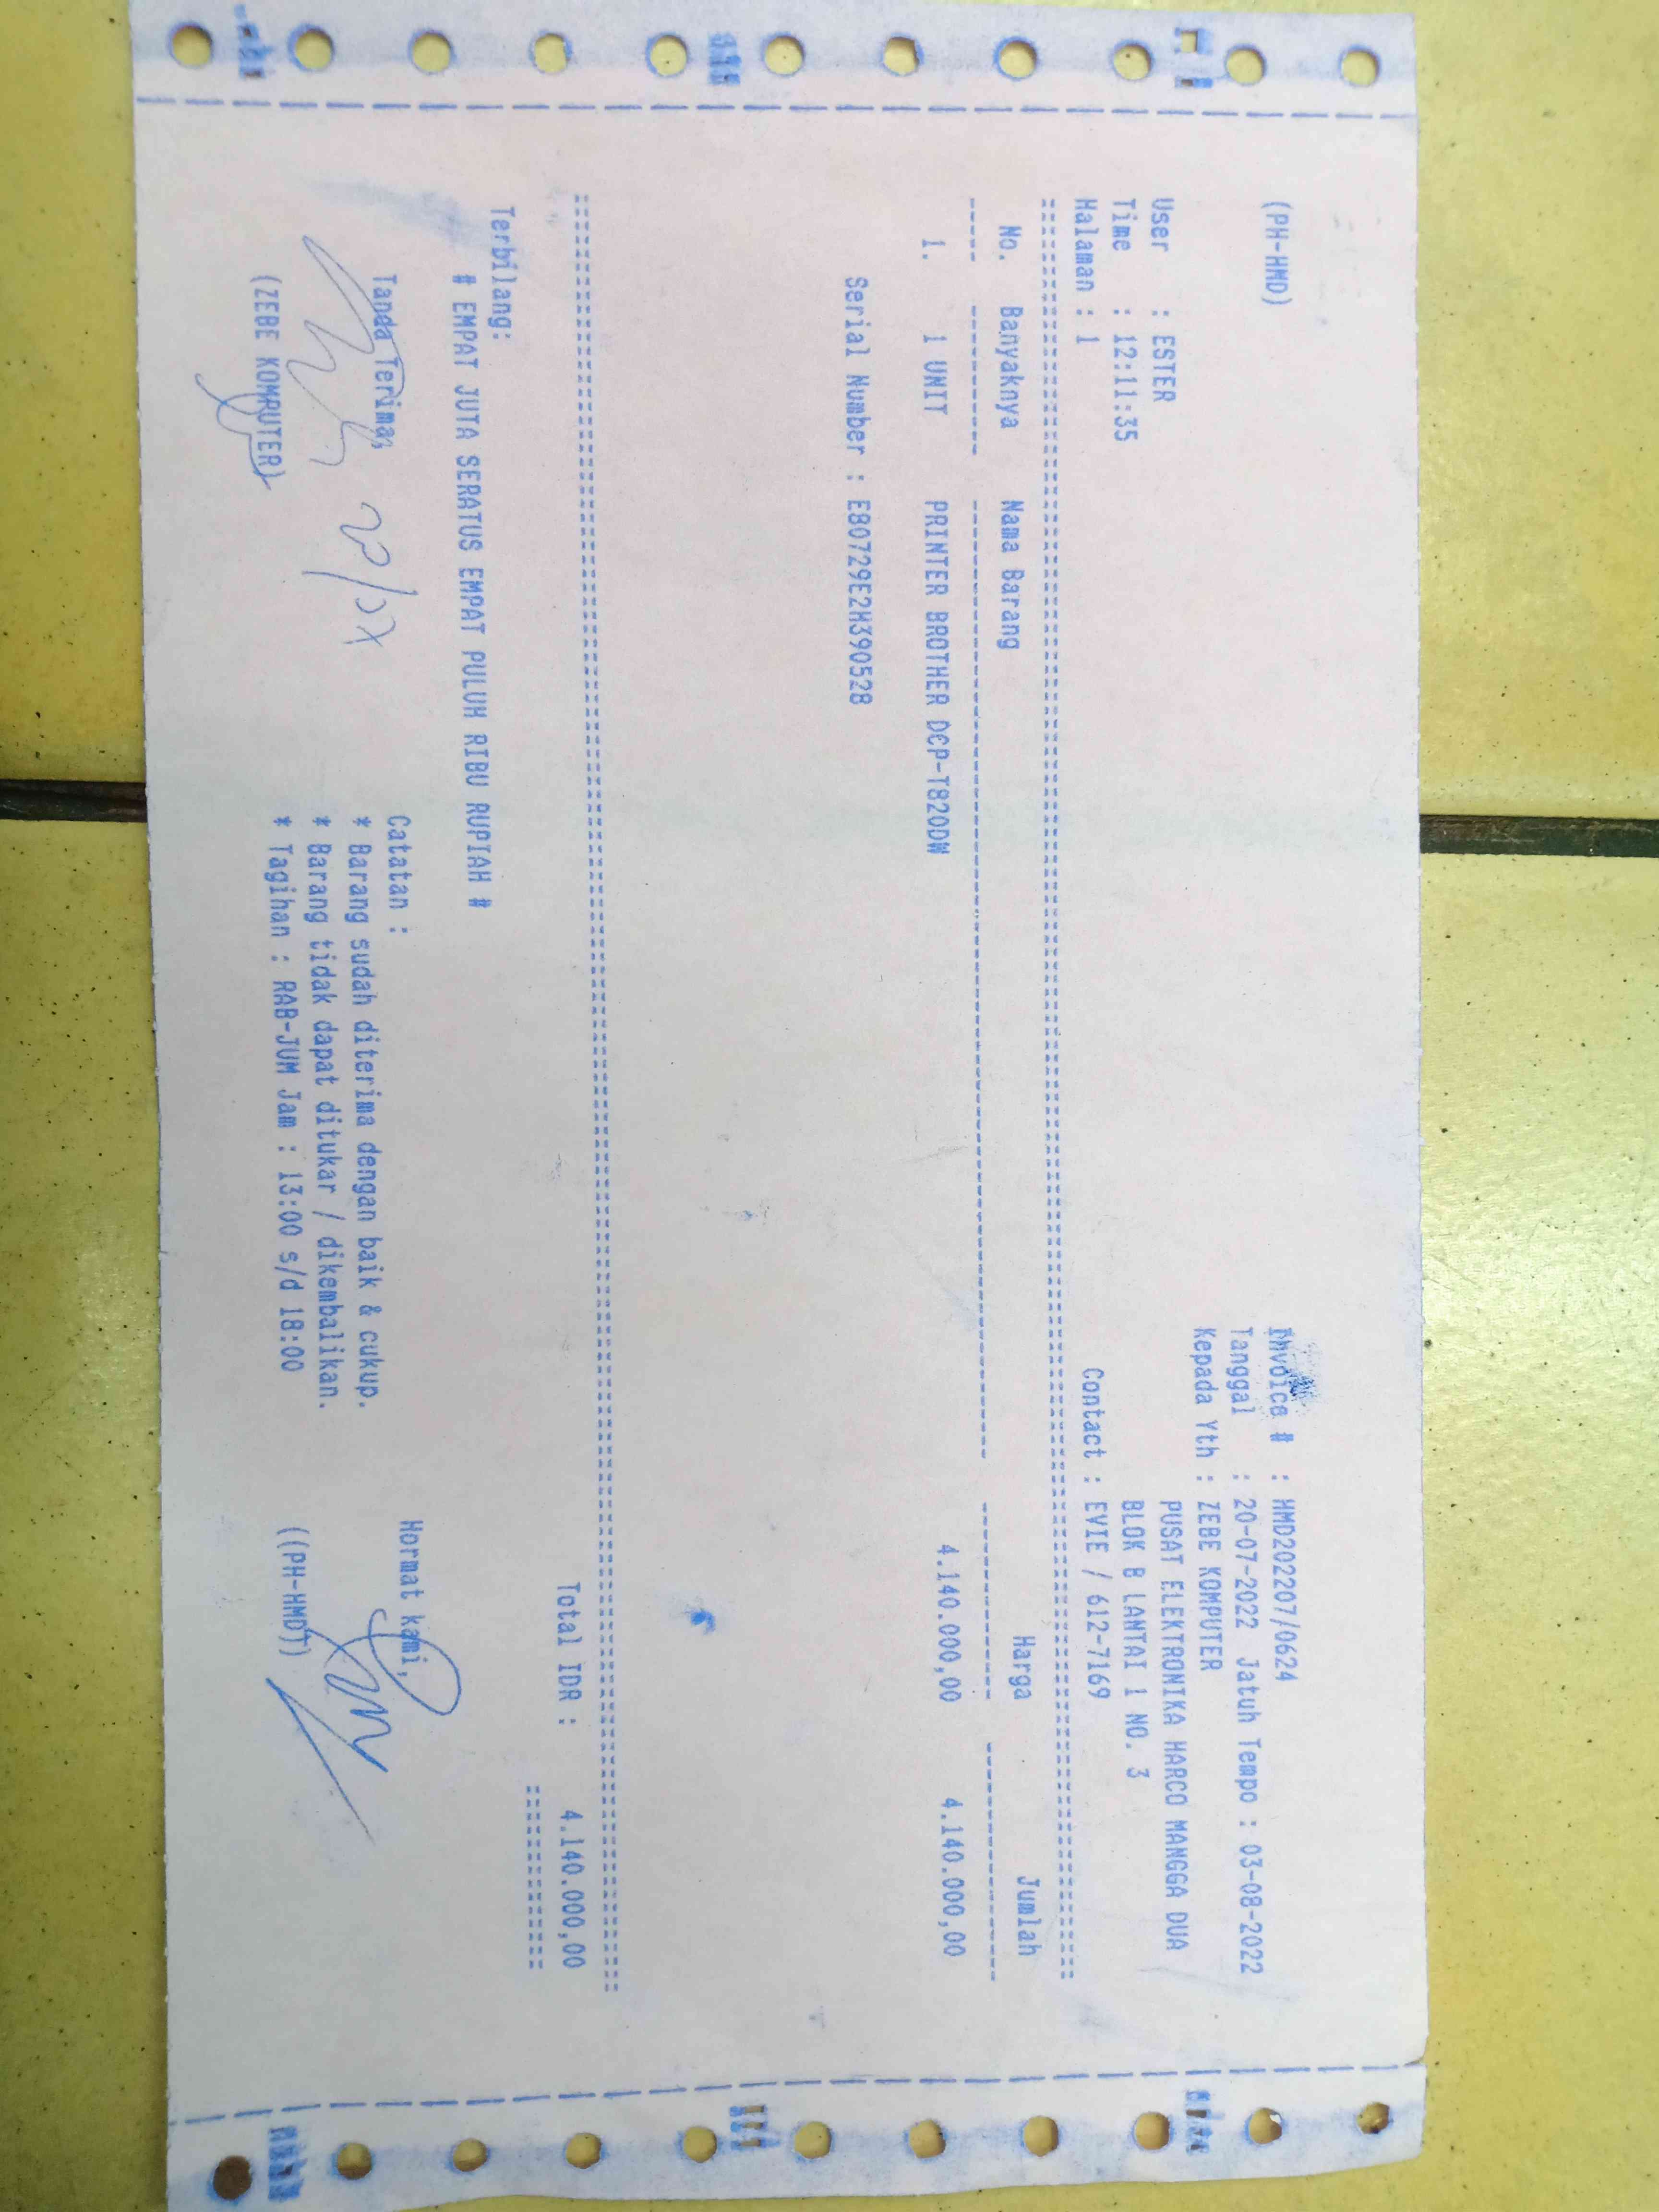 (PH-HMD)
Invoice # : HMD202207/0624
Tanggal : 20-07-2022 Jatuh Tempo : 03-08-2022
Kepada Yth : ZEBE KOMPUTER
PUSAT ELEKTRONIKA HARCO MANGGA DUA
BLOK B LANTAI 1 NO. 3
Contact : EVIE / 612-7169
User : ESTER
Time : 12:11:35
Halaman : 1
No. Banyaknya Nama Barang Harga Jumlah
1. 1 UNIT PRINTER BROTHER DCP-T820DW 4.140.000,00 4.140.000,00
Serial Number : E80729E2H390528
Total IDR : 4.140.000,00
Terbilang:
# EMPAT JUTA SERATUS EMPAT PULUH RIBU RUPIAH #
Tanda Terima,
(ZEBE KOMPUTER)
Catatan :
* Barang sudah diterima dengan baik & cukup.
* Barang tidak dapat ditukar / dikembalikan.
* Tagihan : RAB-JUM Jam : 13:00 s/d 18:00
Hormat kami,
((PH-HMD))